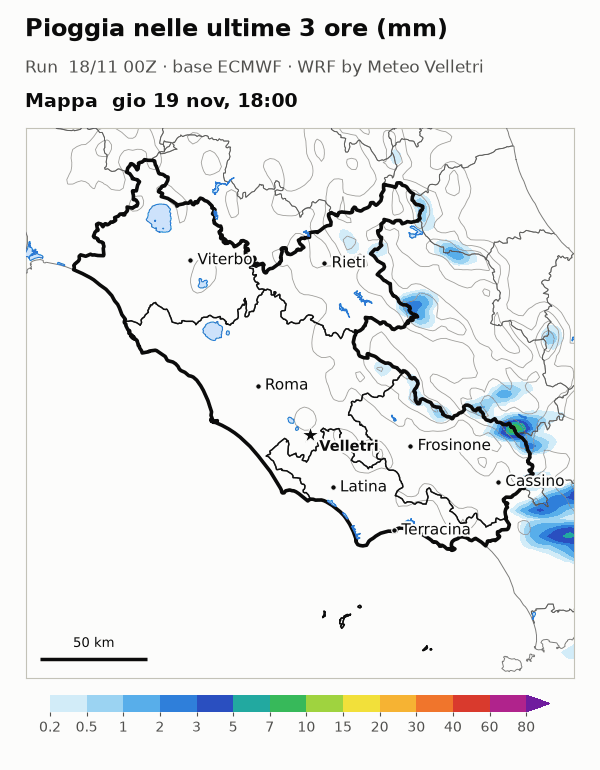 Pioggia nelle ultime 3 ore (mm)
Run  18/11 00Z · base ECMWF · WRF by Meteo Velletri
Mappa  gio 19 nov, 18:00
Viterbo
Rieti
Roma
Velletri
Frosinone
Latina
Cassino
Terracina
50 km
0.2 0.5 1 2 3 5 7 10 15 20 30 40 60 80